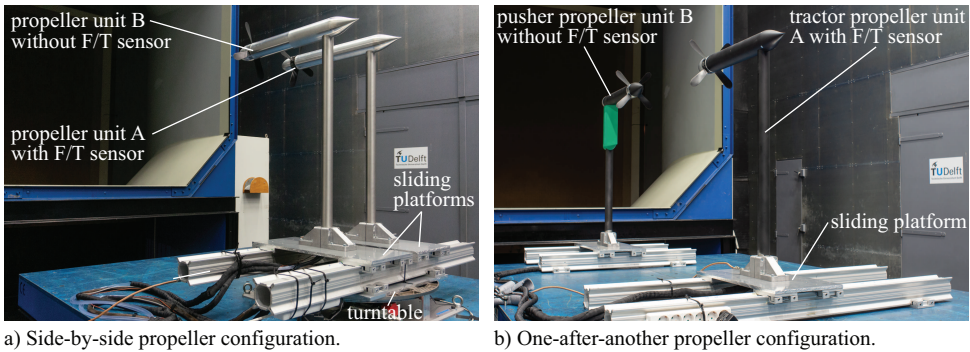 propeller unit B
without F/T sensor
propeller unit A
with F/T sensor
sliding
platforms
turntable
TUDelft
a) Side-by-side propeller configuration.
pusher propeller unit B
without F/T sensor
tractor propeller unit
A with F/T sensor
TUDelft
sliding platform
b) One-after-another propeller configuration.